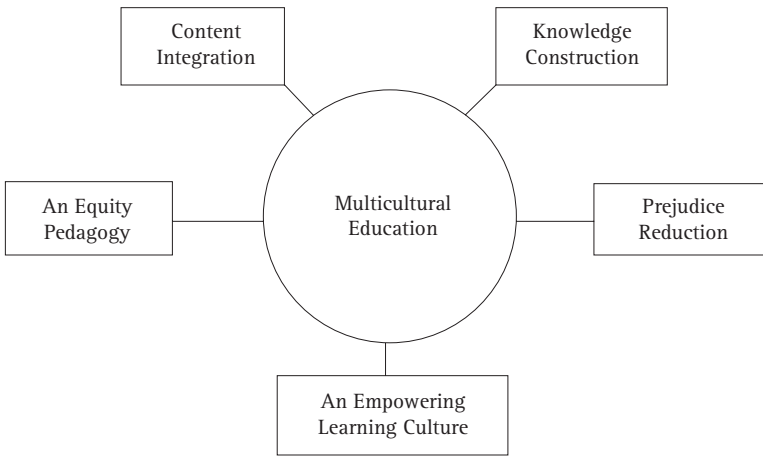 Content
Integration
Knowledge
Construction
Multicultural
Education
An Equity
Pedagogy
Prejudice
Reduction
An Empowering
Learning Culture